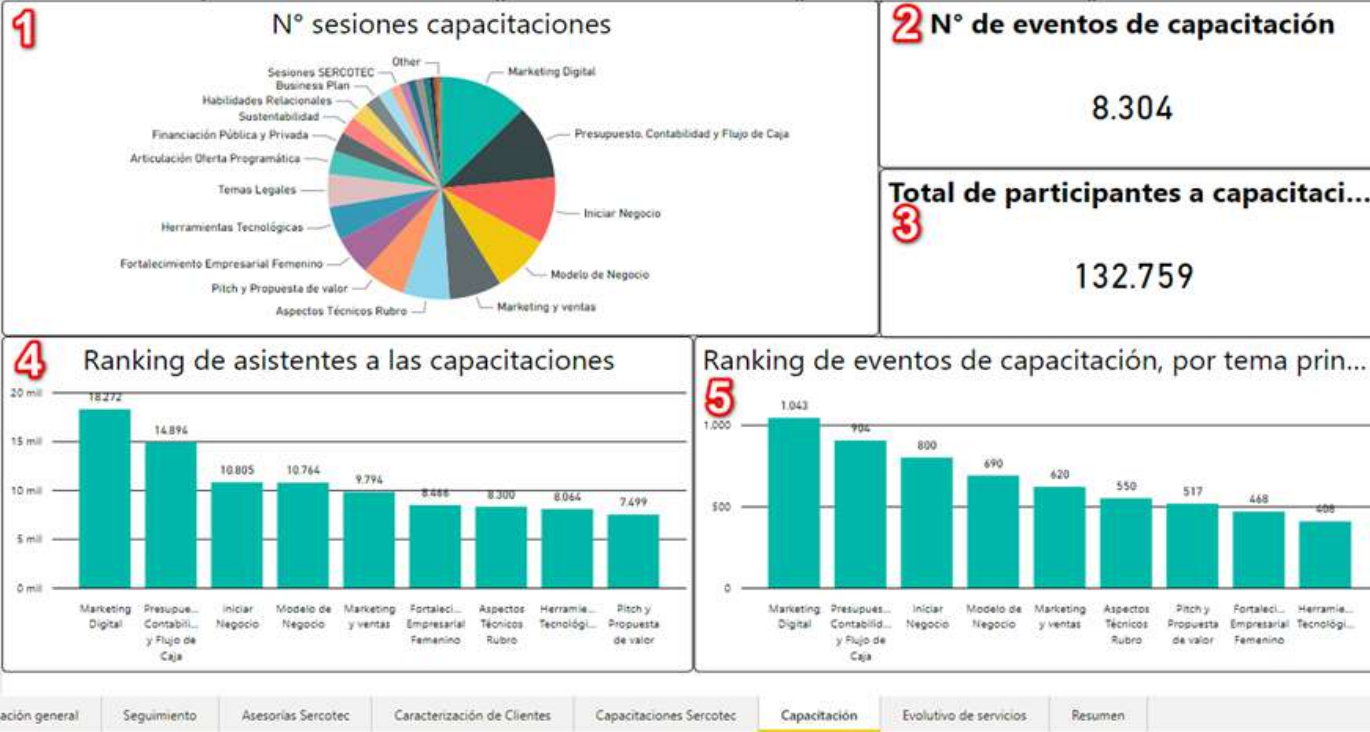 1
N° sesiones capacitaciones
Other
Sesiones SERCOTEC
Business Plan
Habilidades Relacionales
Sustentabilidad
Financiación Pública y Privada
Articulación Oferta Programática
Temas Legales
Herramientas Tecnológicas
Fortalecimiento Empresarial Femenino
Pitch y Propuesta de valor
Aspectos Técnicos Rubro
Marketing Digital
Presupuesto, Contabilidad y Flujo de Caja
Iniciar Negocio
Modelo de Negocio
Marketing y ventas
2 N° de eventos de capacitación
8.304
Total de participantes a capacitaci...
3
132.759
4
Ranking de asistentes a las capacitaciones
20 mil
15 mil
10 mil
5 mil
0 mil
18.272
14.894
10.805
10.764
9.794
8.466
8.300
8.064
7.499
Marketing
Digital
Presupue...
Contabili...
y Flujo de
Caja
Iniciar
Negocio
Modelo de
Negocio
Marketing
y ventas
Fortaleci...
Empresarial
Femenino
Aspectos
Técnicos
Rubro
Herramie...
Tecnológi...
Pitch y
Propuesta
de valor
Ranking de eventos de capacitación, por tema prin...
5
1.000
500
0
1.043
904
800
690
620
550
517
468
408
Marketing
Digital
Presupues...
Contabilid...
y Flujo de
Caja
Iniciar
Negocio
Modelo de
Negocio
Marketing
y ventas
Aspectos
Técnicos
Rubro
Pitch y
Propuesta
de valor
Fortaleci...
Empresarial
Femenino
Herramie...
Tecnológi...
ación general
Seguimiento
Asesorías Sercotec
Caracterización de Clientes
Capacitaciones Sercotec
Capacitación
Evolutivo de servicios
Resumen